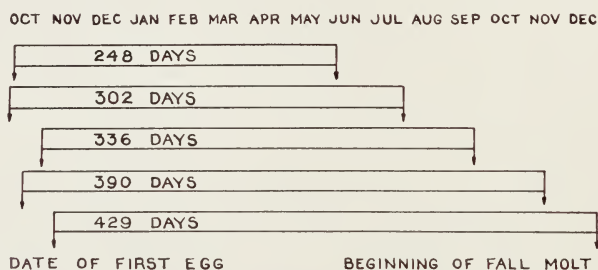 OCT NOV DEC JAN FEB MAR APR MAY JUN JUL AUG SEP OCT NOV DEC
248 DAYS
302 DAYS
336 DAYS
390 DAYS
429 DAYS
DATE OF FIRST EGG BEGINNING OF FALL MOLT